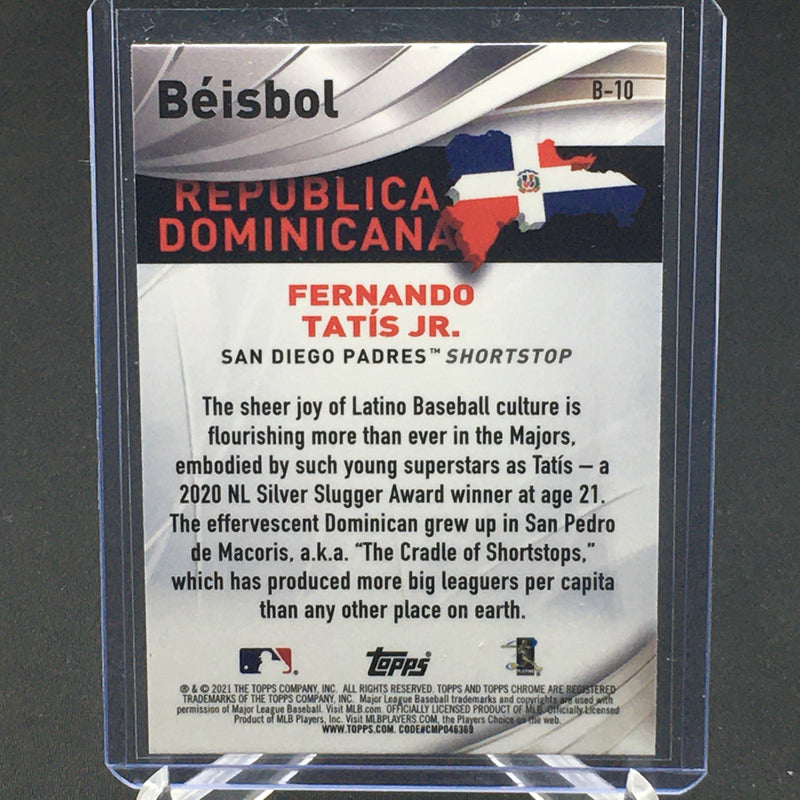 Béisbol
B-10
REPÚBLICA
DOMINICANA
FERNANDO
TATÍS JR.
SAN DIEGO PADRES™ SHORTSTOP
The sheer joy of Latino Baseball culture is
flourishing more than ever in the Majors,
embodied by such young superstars as Tatís – a
2020 NL Silver Slugger Award winner at age 21.
The effervescent Dominican grew up in San Pedro
de Macoris, a.k.a. “The Cradle of Shortstops,”
which has produced more big leaguers per capita
than any other place on earth.
topps
® & © 2021 THE TOPPS COMPANY, INC. ALL RIGHTS RESERVED. TOPPS AND TOPPS CHROME ARE REGISTERED
TRADEMARKS OF THE TOPPS COMPANY, INC. Major League Baseball trademarks and copyrights are used with
permission of Major League Baseball. Visit MLB.com. OFFICIALLY LICENSED PRODUCT OF MLB. Officially Licensed
Product of MLB Players, Inc. Visit MLBPLAYERS.COM, the Players Choice on the web.
WWW.TOPPS.COM. CODE#CMP046369